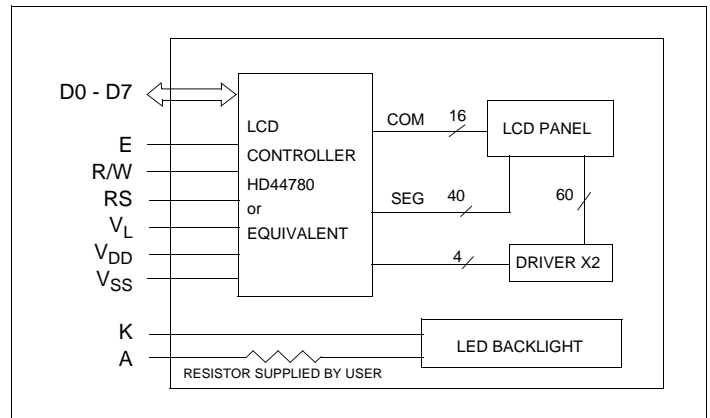 D0 - D7
E
R/W
RS
VL
VDD
VSS
K
A
LCD
CONTROLLER
HD44780
or
EQUIVALENT
COM 16
SEG 40
4
60
LCD PANEL
DRIVER X2
LED BACKLIGHT
RESISTOR SUPPLIED BY USER